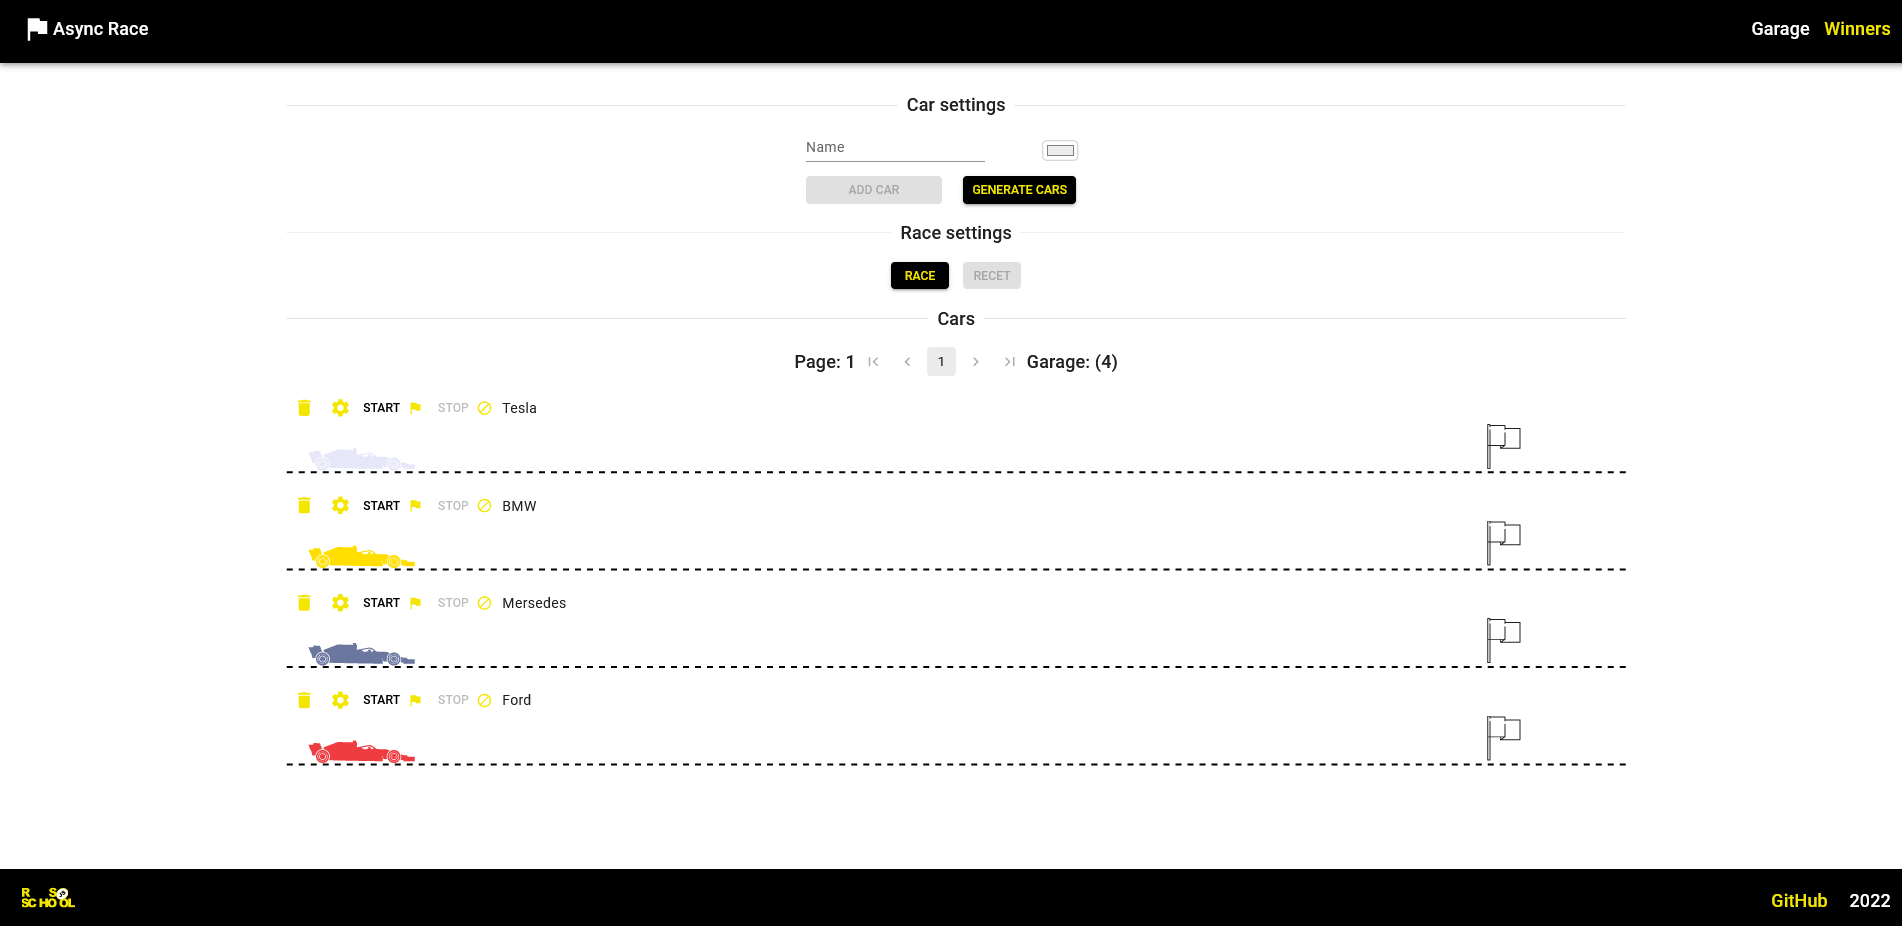 Async Race Garage Winners
Car settings
Name
ADD CAR GENERATE CARS
Race settings
RACE RECET
Cars
Page: 1 1 Garage: (4)
START STOP Tesla
START STOP BMW
START STOP Mersedes
START STOP Ford
R S
SCHOOL GitHub 2022